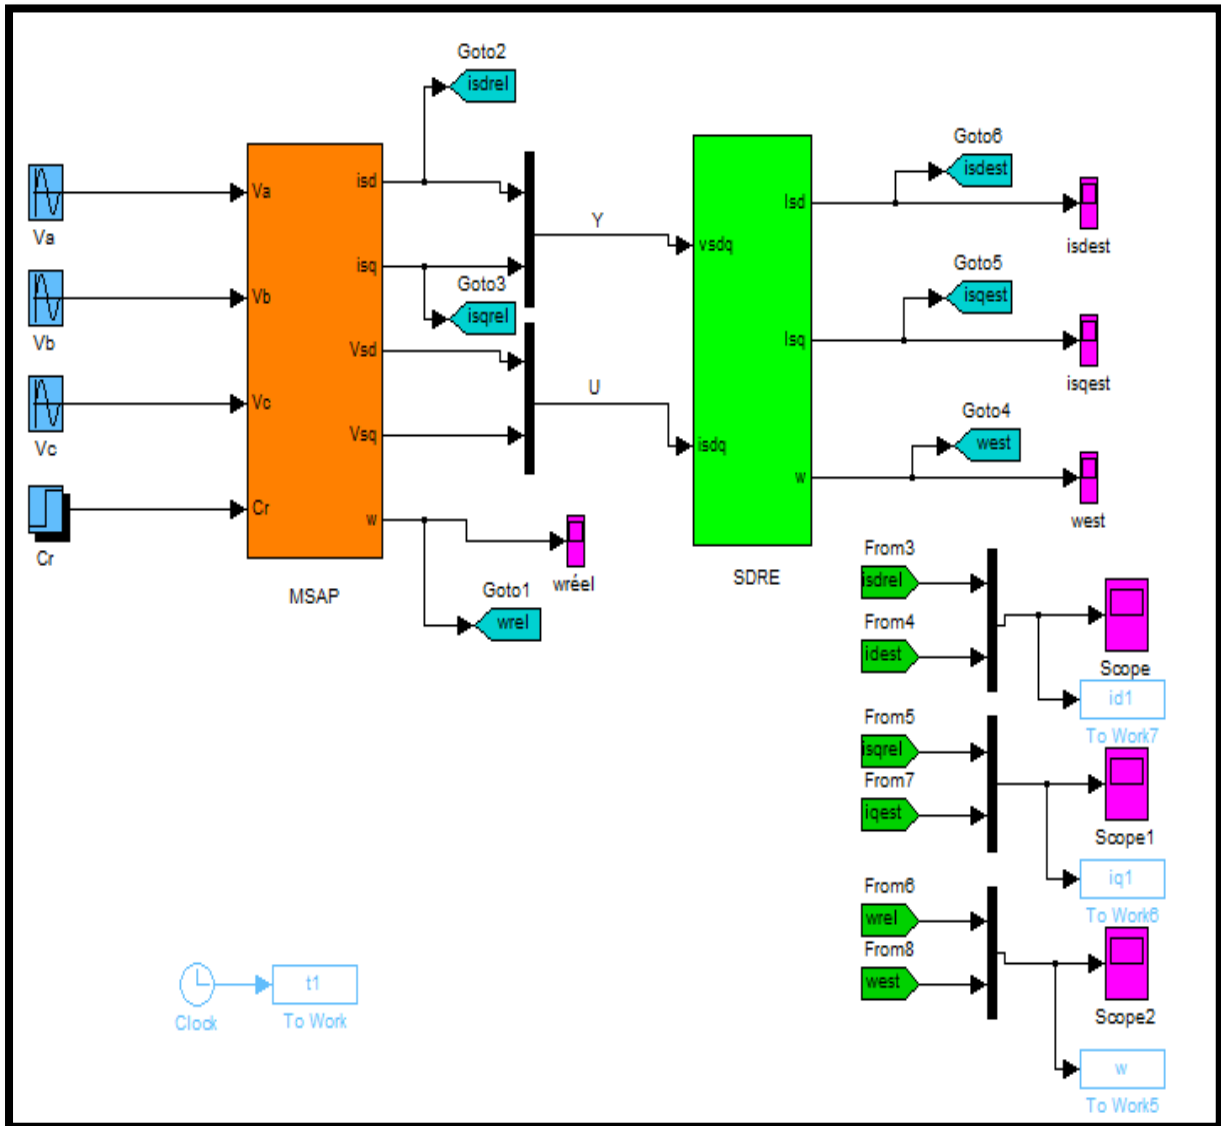 Goto2
isdrel
Va
Va
isd
Y
Goto6
isdest
Isd
isdest
vsdq
isq
Goto3
isqrel
Vb
Vb
Goto5
isqest
Isq
isqest
Vsd
U
Vc
Vc
Vsq
isdq
Goto4
west
w
west
Cr
Cr
w
wréel
MSAP
Goto1
wrel
SDRE
From3
isdrel
From4
idest
Scope
id1
To Work7
From5
isqrel
From7
iqest
Scope1
iq1
To Work6
From6
wrel
From8
west
Scope2
w
To Work5
Clock
t1
To Work